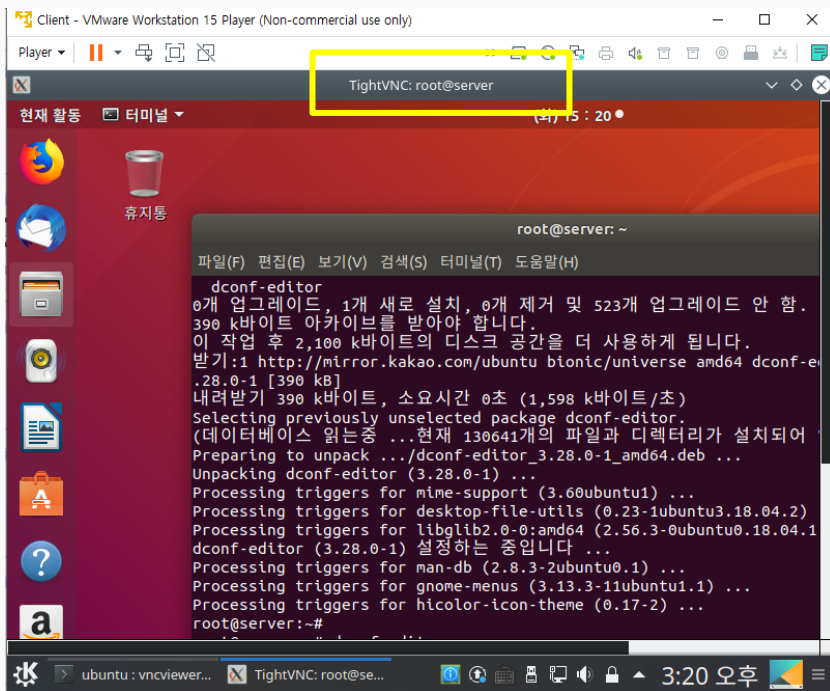 Client - VMware Workstation 15 Player (Non-commercial use only)
Player
TightVNC: root@server
현재 활동 터미널 (화) 15 : 20
휴지통
root@server: ~
파일(F) 편집(E) 보기(V) 검색(S) 터미널(T) 도움말(H)
dconf-editor
0개 업그레이드, 1개 새로 설치, 0개 제거 및 523개 업그레이드 안 함.
390 k바이트 아카이브를 받아야 합니다.
이 작업 후 2,100 k바이트의 디스크 공간을 더 사용하게 됩니다.
받기:1 http://mirror.kakao.com/ubuntu bionic/universe amd64 dconf-e
.28.0-1 [390 kB]
내려받기 390 k바이트, 소요시간 0초 (1,598 k바이트/초)
Selecting previously unselected package dconf-editor.
(데이터베이스 읽는중 ...현재 130641개의 파일과 디렉터리가 설치되어
Preparing to unpack .../dconf-editor_3.28.0-1_amd64.deb ...
Unpacking dconf-editor (3.28.0-1) ...
Processing triggers for mime-support (3.60ubuntu1) ...
Processing triggers for desktop-file-utils (0.23-1ubuntu3.18.04.2)
Processing triggers for libglib2.0-0:amd64 (2.56.3-0ubuntu0.18.04.1
dconf-editor (3.28.0-1) 설정하는 중입니다 ...
Processing triggers for man-db (2.8.3-2ubuntu0.1) ...
Processing triggers for gnome-menus (3.13.3-11ubuntu1.1) ...
Processing triggers for hicolor-icon-theme (0.17-2) ...
root@server:~#
ubuntu : vncviewer... TightVNC: root@se... 3:20 오후